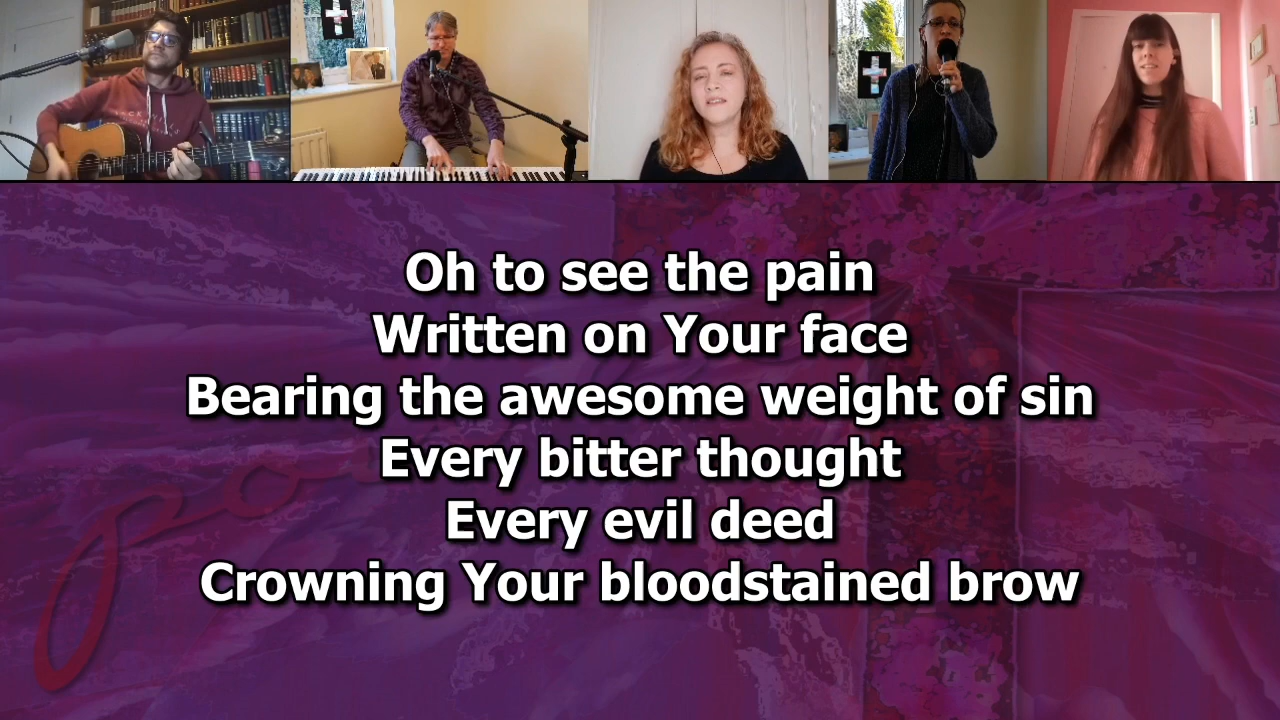 Oh to see the pain
Written on Your face
Bearing the awesome weight of sin
Every bitter thought
Every evil deed
Crowning Your bloodstained brow